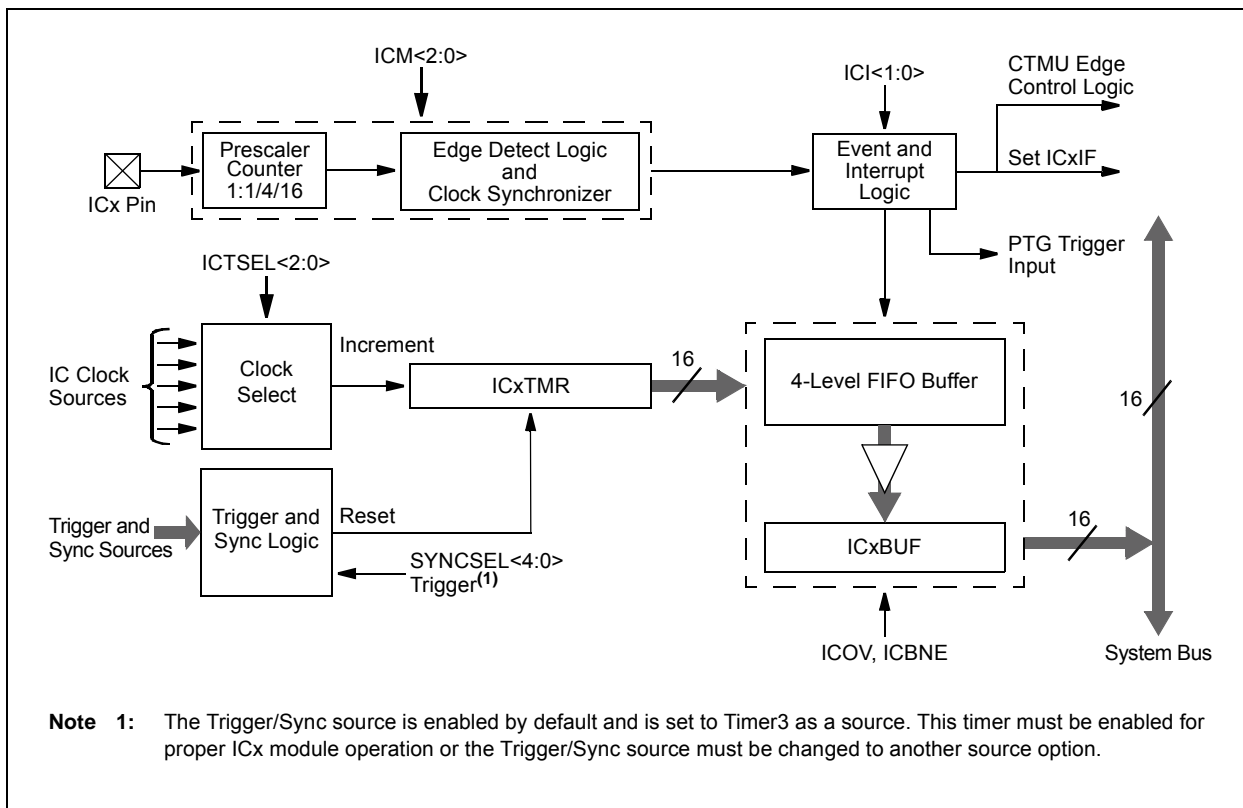 ICM<2:0>
ICI<1:0>
CTMU Edge
Control Logic
Prescaler
Counter
1:1/4/16
Edge Detect Logic
and
Clock Synchronizer
Event and
Interrupt
Logic
Set ICxIF
ICx Pin
PTG Trigger
Input
ICTSEL<2:0>
IC Clock
Sources
Clock
Select
Increment
ICxTMR
16
4-Level FIFO Buffer
16
Trigger and
Sync Sources
Trigger and
Sync Logic
Reset
SYNCSEL<4:0>
Trigger(1)
ICxBUF
16
ICOV, ICBNE
System Bus
Note 1: The Trigger/Sync source is enabled by default and is set to Timer3 as a source. This timer must be enabled for
proper ICx module operation or the Trigger/Sync source must be changed to another source option.